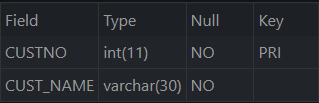 Field Type Null Key
CUSTNO int(11) NO PRI
CUST_NAME varchar(30) NO